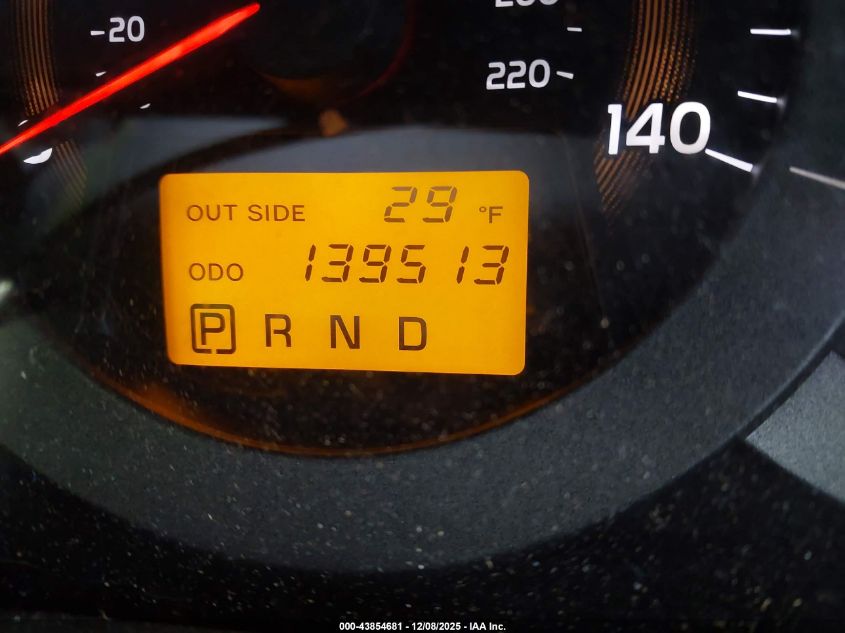 20
220
140
OUT SIDE 29 °F
ODO 139513
P R N D
000-43854681 - 12/08/2025 - IAA Inc.